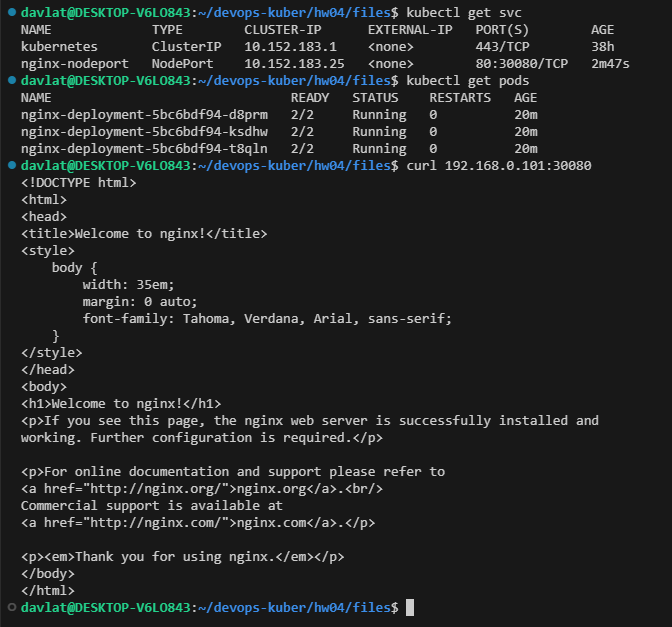 davlat@DESKTOP-V6LO843:~/devops-kuber/hw04/files$ kubectl get svc
NAME             TYPE        CLUSTER-IP      EXTERNAL-IP   PORT(S)        AGE
kubernetes       ClusterIP   10.152.183.1    <none>        443/TCP        38h
nginx-nodeport   NodePort    10.152.183.25   <none>        80:30080/TCP   2m47s
davlat@DESKTOP-V6LO843:~/devops-kuber/hw04/files$ kubectl get pods
NAME                                READY   STATUS    RESTARTS   AGE
nginx-deployment-5bc6bdf94-d8prm   2/2     Running   0          20m
nginx-deployment-5bc6bdf94-ksdhw   2/2     Running   0          20m
nginx-deployment-5bc6bdf94-t8qln   2/2     Running   0          20m
davlat@DESKTOP-V6LO843:~/devops-kuber/hw04/files$ curl 192.168.0.101:30080
<!DOCTYPE html>
<html>
<head>
<title>Welcome to nginx!</title>
<style>
    body {
        width: 35em;
        margin: 0 auto;
        font-family: Tahoma, Verdana, Arial, sans-serif;
    }
</style>
</head>
<body>
<h1>Welcome to nginx!</h1>
<p>If you see this page, the nginx web server is successfully installed and
working. Further configuration is required.</p>

<p>For online documentation and support please refer to
<a href="http://nginx.org/">nginx.org</a>.<br/>
Commercial support is available at
<a href="http://nginx.com/">nginx.com</a>.</p>

<p><em>Thank you for using nginx.</em></p>
</body>
</html>
davlat@DESKTOP-V6LO843:~/devops-kuber/hw04/files$